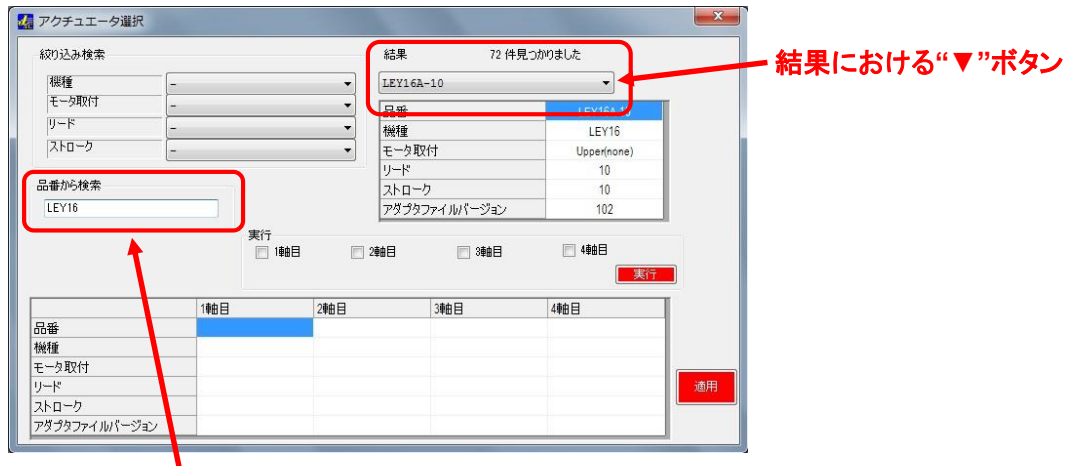 アクチュエータ選択
絞り込み検索
機種 -
モータ取付 -
リード -
ストローク -
結果 72 件見つかりました
LEY16A-10
結果における“▼”ボタン
品番 LEY16A-10
機種 LEY16
モータ取付 Upper(none)
リード 10
ストローク 10
アダプタファイルバージョン 102
品番から検索
LEY16
実行
1軸目 2軸目 3軸目 4軸目
実行
1軸目 2軸目 3軸目 4軸目
品番
機種
モータ取付
リード
ストローク
アダプタファイルバージョン
適用